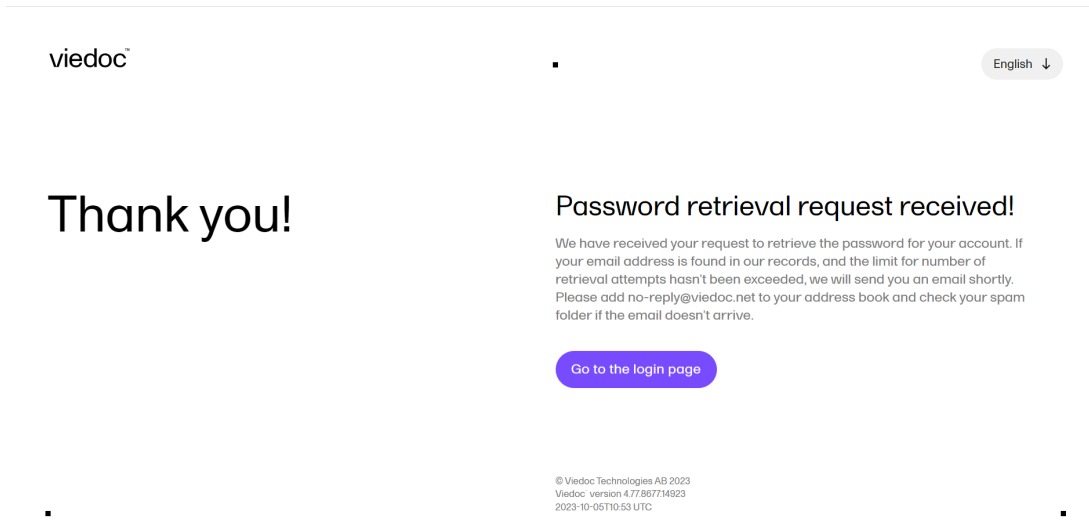 viedoc™
English ↓
Thank you!
Password retrieval request received!
We have received your request to retrieve the password for your account. If
your email address is found in our records, and the limit for number of
retrieval attempts hasn't been exceeded, we will send you an email shortly.
Please add no-reply@viedoc.net to your address book and check your spam
folder if the email doesn't arrive.
Go to the login page
© Viedoc Technologies AB 2023
Viedoc version 4.77.8677.14923
2023-10-05T10:53 UTC